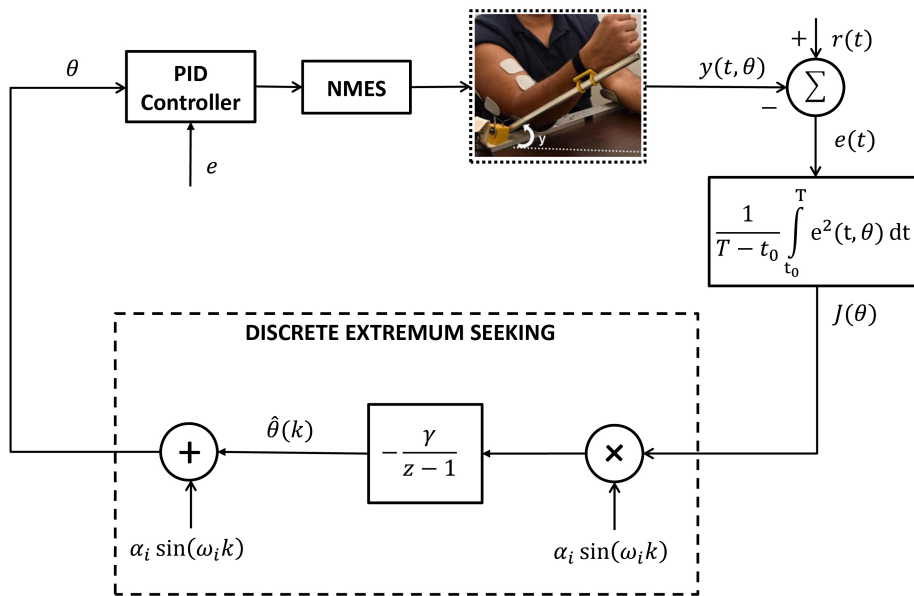 θ
PID
Controller
e
NMES
y
y(t, θ)
+
r(t)
∑
−
e(t)
1
T − t₀
T
∫
t₀
e²(t, θ) dt
J(θ)
DISCRETE EXTREMUM SEEKING
+
θ̂(k)
− γ
z − 1
×
αᵢ sin(ωᵢk)
αᵢ sin(ωᵢk)